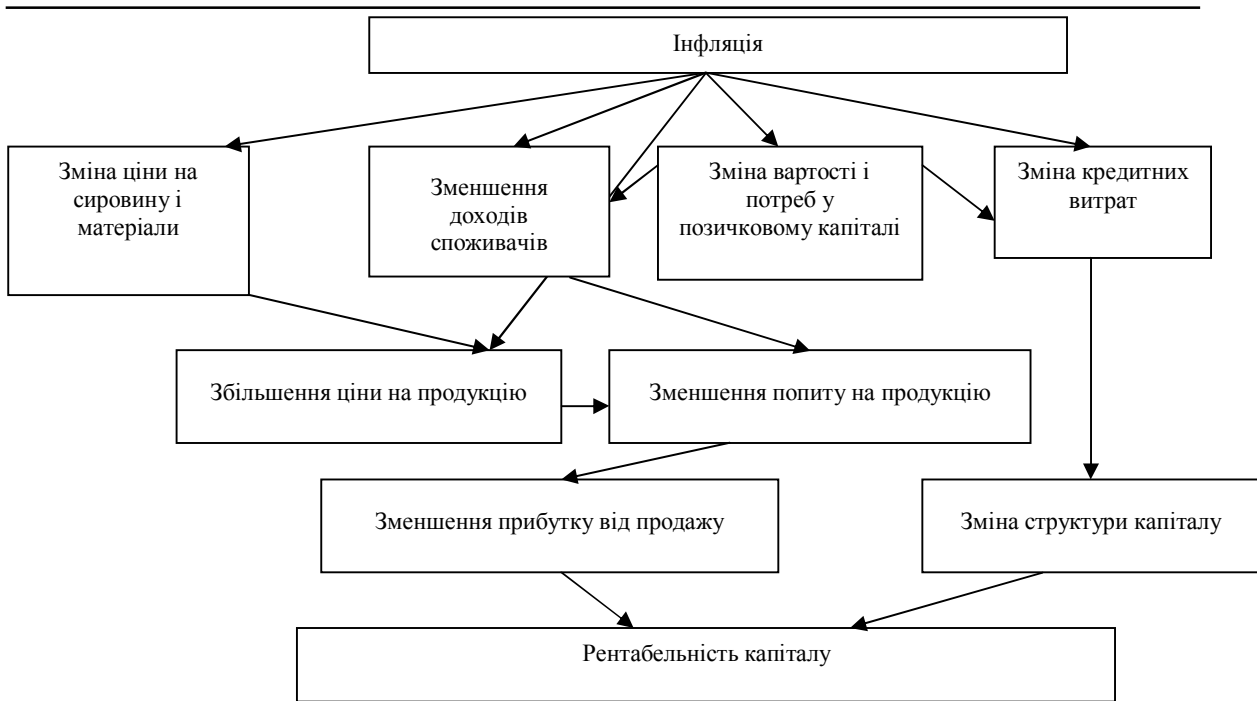 Інфляція
Зміна ціни на
сировину і
матеріали
Зменшення
доходів
споживачів
Зміна вартості і
потреб у
позичковому капіталі
Зміна кредитних
витрат
Збільшення ціни на продукцію
Зменшення попиту на продукцію
Зменшення прибутку від продажу
Зміна структури капіталу
Рентабельність капіталу